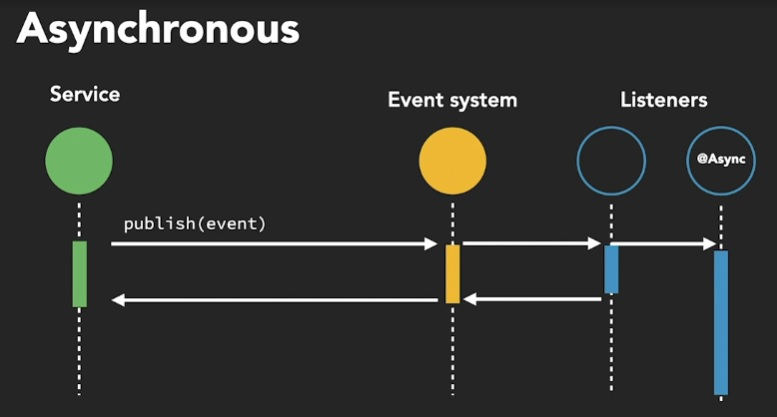 Asynchronous
Service
Event system
Listeners
@Async
publish(event)